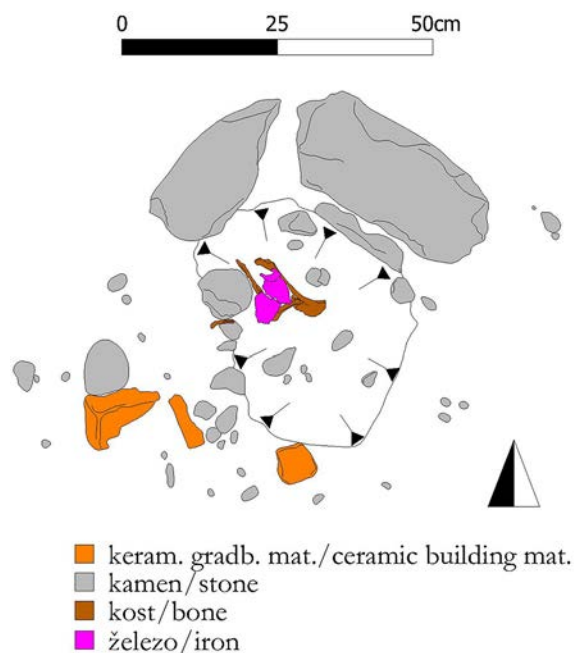 0 25 50cm
keram. gradb. mat./ceramic building mat.
kamen/stone
kost/bone
železo/iron